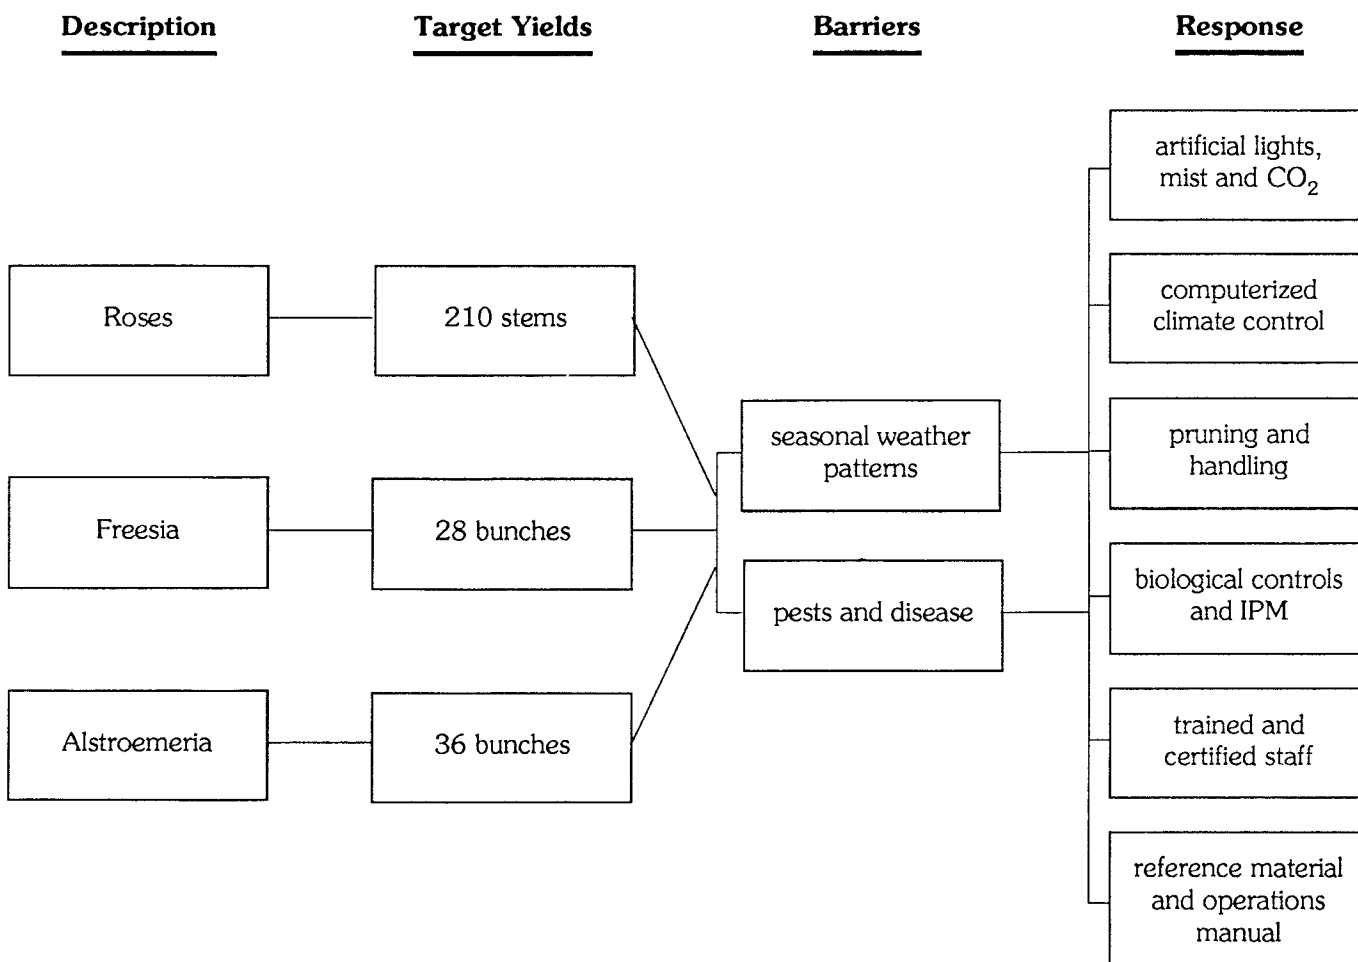 Description
Target Yields
Barriers
Response
Roses
210 stems
Freesia
28 bunches
Alstroemeria
36 bunches
seasonal weather
patterns
pests and disease
artificial lights,
mist and CO₂
computerized
climate control
pruning and
handling
biological controls
and IPM
trained and
certified staff
reference material
and operations
manual